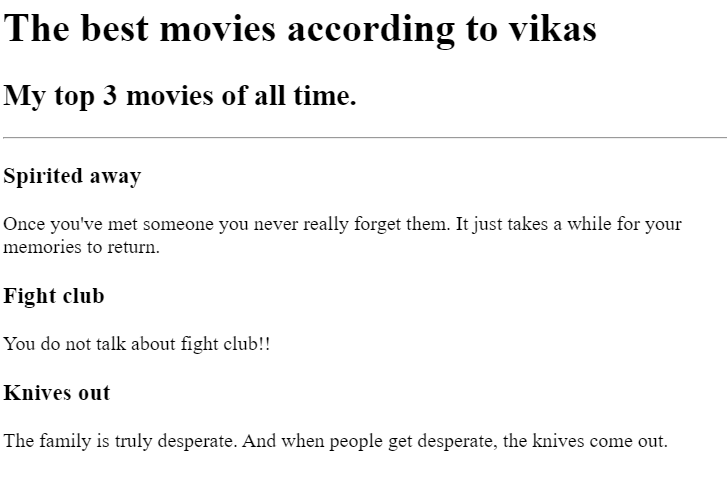 The best movies according to vikas
My top 3 movies of all time.
Spirited away
Once you've met someone you never really forget them. It just takes a while for your
memories to return.
Fight club
You do not talk about fight club!!
Knives out
The family is truly desperate. And when people get desperate, the knives come out.